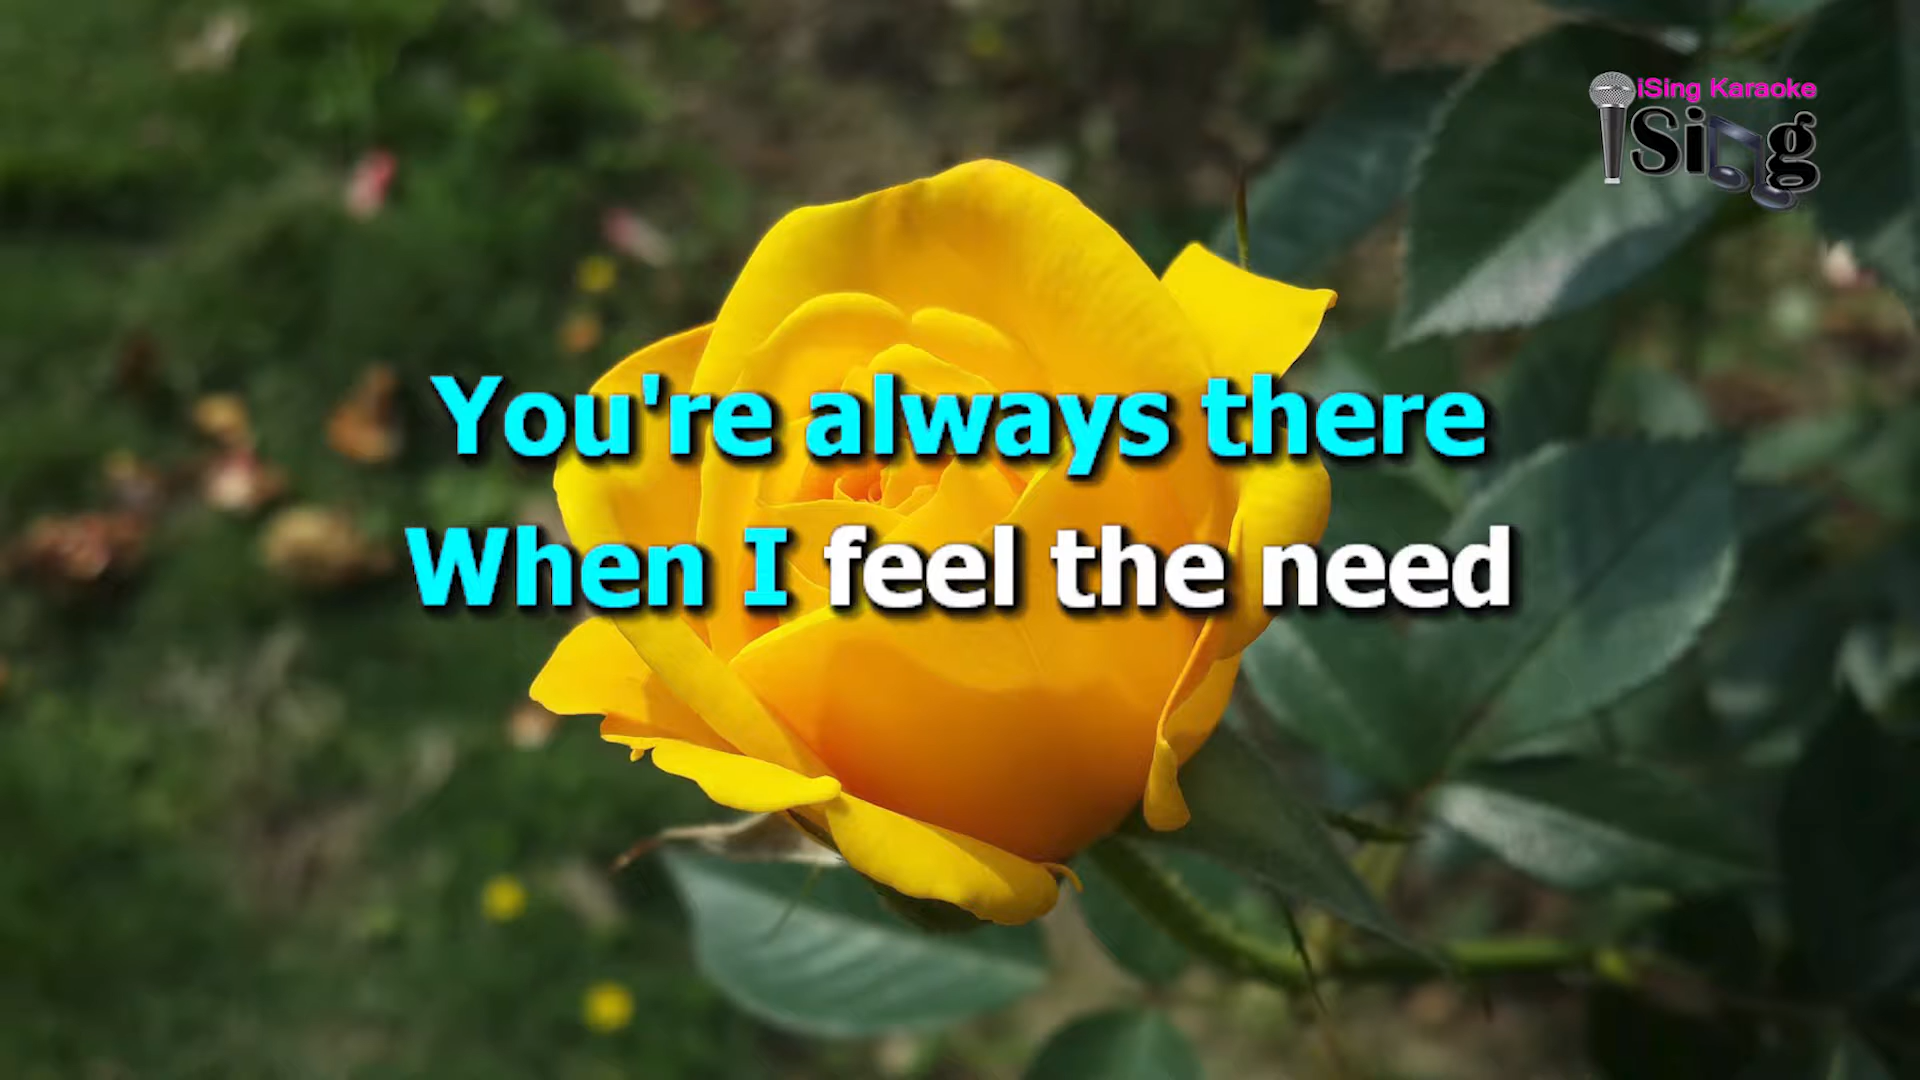 iSing Karaoke
iSing
You're always there
When I feel the need